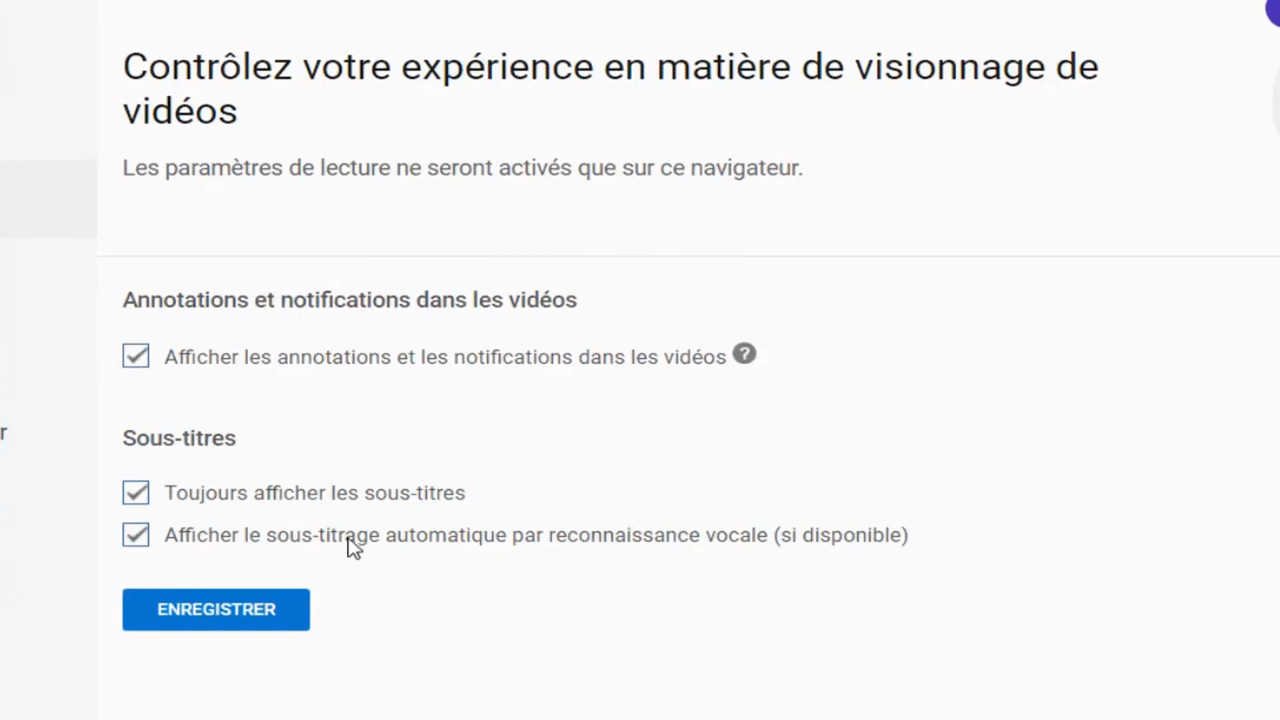 Contrôlez votre expérience en matière de visionnage de
vidéos
Les paramètres de lecture ne seront activés que sur ce navigateur.
Annotations et notifications dans les vidéos
Afficher les annotations et les notifications dans les vidéos ?
r
Sous-titres
Toujours afficher les sous-titres
Afficher le sous-titrage automatique par reconnaissance vocale (si disponible)
ENREGISTRER